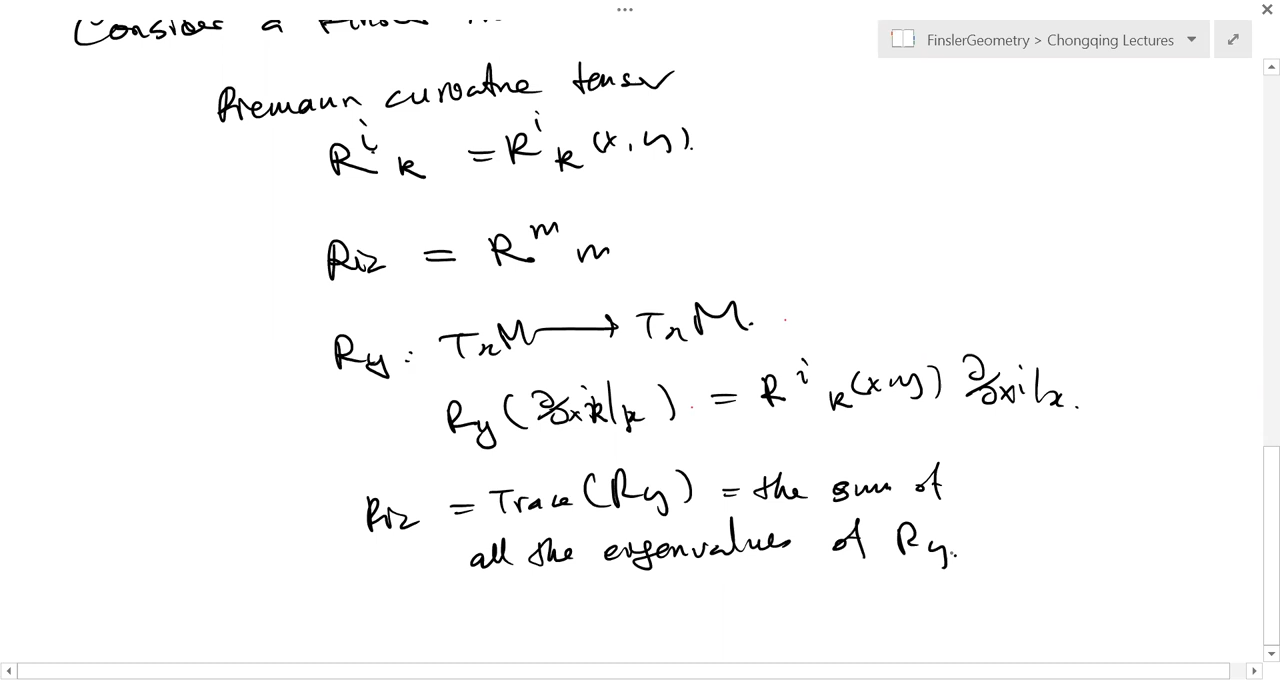 Consider a
FinslerGeometry > Chongqing Lectures
Riemann curvature tensor
R^i_k = R^i_k (x, y).
Ric = R^m_m
R_y : T_xM → T_xM.
R_y (∂/∂x^k|_x) = R^i_k(x,y) ∂/∂x^i|_x.
Ric = Trace(R_y) = the sum of
all the eigenvalues of R_y.